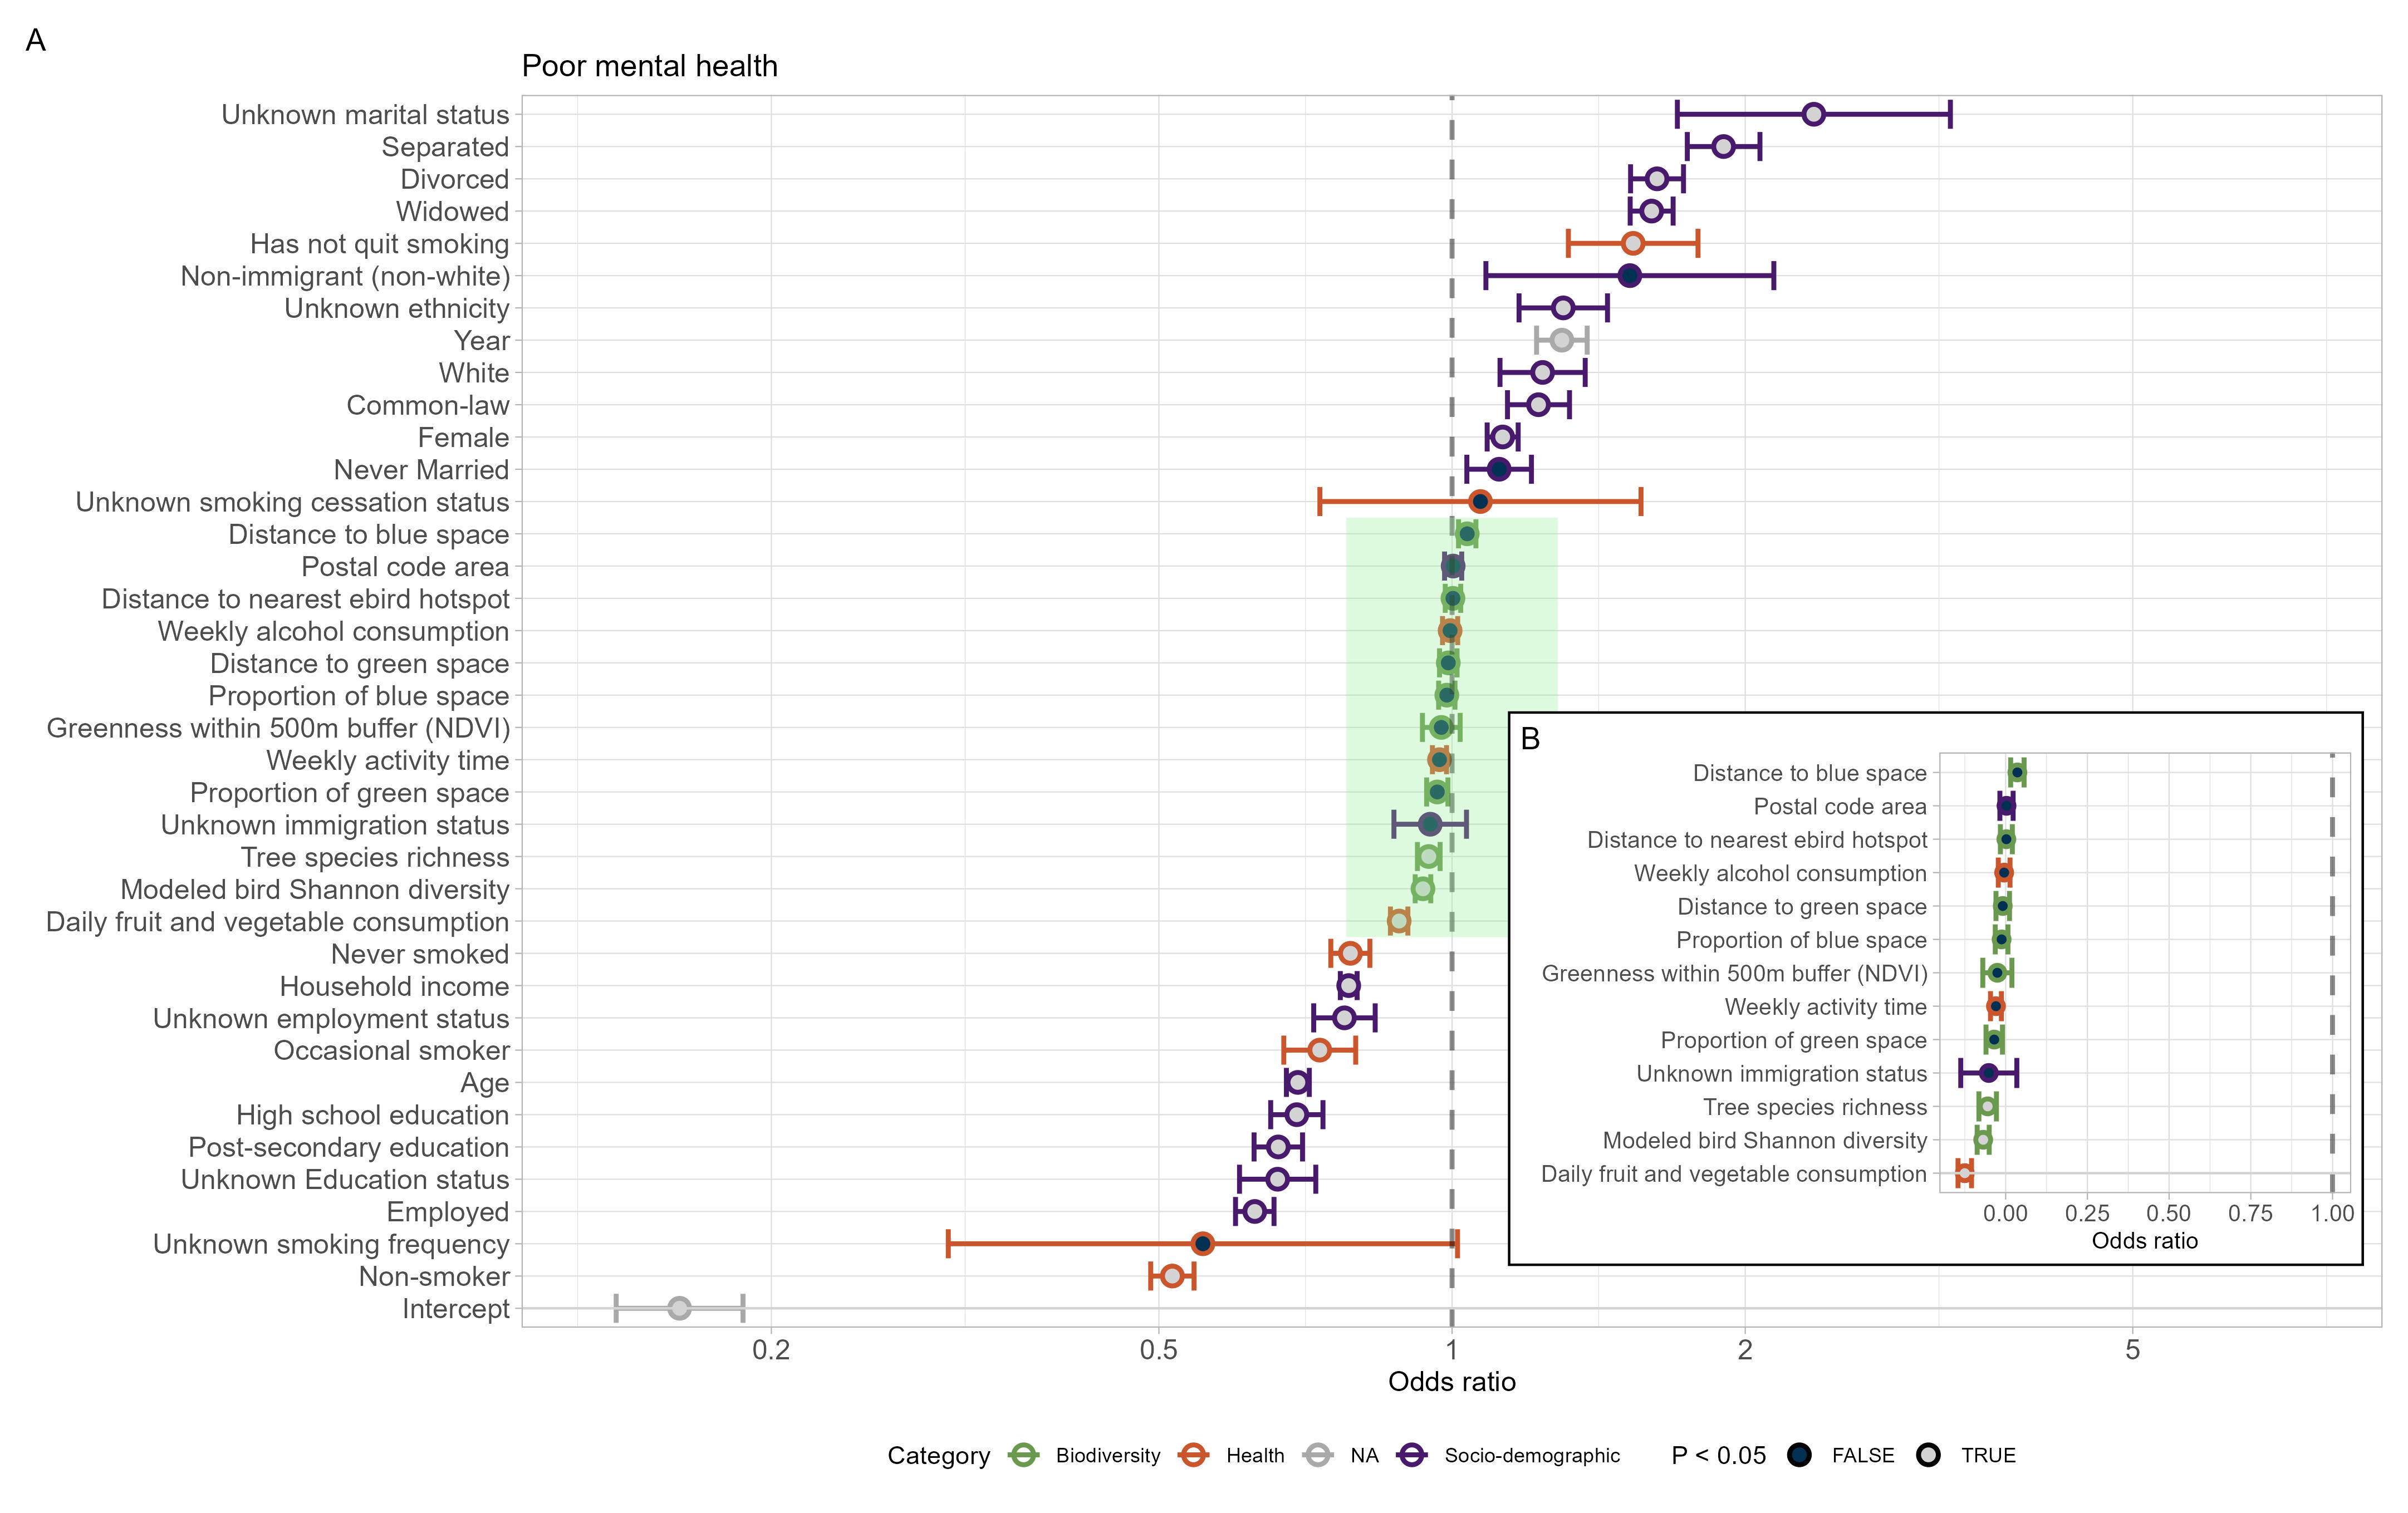 A
Poor mental health
Unknown marital status
Separated
Divorced
Widowed
Has not quit smoking
Non-immigrant (non-white)
Unknown ethnicity
Year
White
Common-law
Female
Never Married
Unknown smoking cessation status
Distance to blue space
Postal code area
Distance to nearest ebird hotspot
Weekly alcohol consumption
Distance to green space
Proportion of blue space
Greenness within 500m buffer (NDVI)
Weekly activity time
Proportion of green space
Unknown immigration status
Tree species richness
Modeled bird Shannon diversity
Daily fruit and vegetable consumption
Never smoked
Household income
Unknown employment status
Occasional smoker
Age
High school education
Post-secondary education
Unknown Education status
Employed
Unknown smoking frequency
Non-smoker
Intercept
0.2 0.5 1 2 5
Odds ratio
B
Distance to blue space
Postal code area
Distance to nearest ebird hotspot
Weekly alcohol consumption
Distance to green space
Proportion of blue space
Greenness within 500m buffer (NDVI)
Weekly activity time
Proportion of green space
Unknown immigration status
Tree species richness
Modeled bird Shannon diversity
Daily fruit and vegetable consumption
0.00 0.25 0.50 0.75 1.00
Odds ratio
Category Biodiversity Health NA Socio-demographic P < 0.05 FALSE TRUE